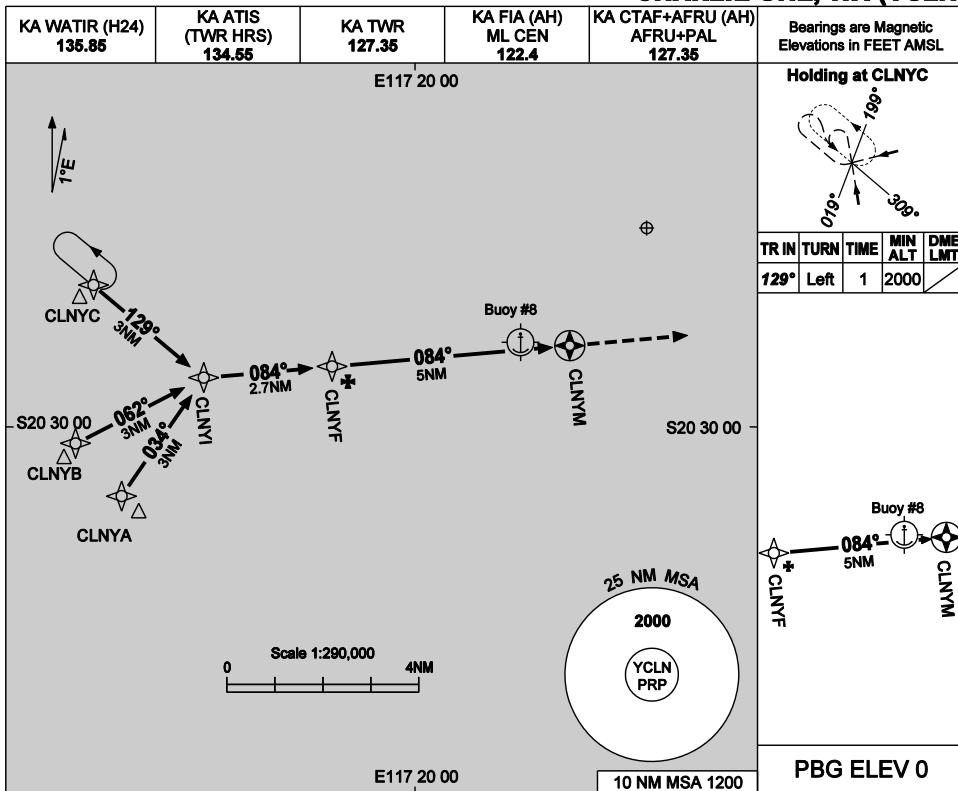 KA WATIR (H24)
135.85
KA ATIS
(TWR HRS)
134.55
KA TWR
127.35
KA FIA (AH)
ML CEN
122.4
KA CTAF+AFRU (AH)
AFRU+PAL
127.35
Bearings are Magnetic
Elevations in FEET AMSL
E117 20 00
1°E
CLNYC
129°
3NM
Buoy #8
084°
2.7NM
084°
5NM
CLNYI
CLNYF
CLNYM
S20 30 00
062°
3NM
034°
3NM
S20 30 00
CLNYB
CLNYA
Scale 1:290,000
0
4NM
25 NM MSA
2000
YCLN
PRP
E117 20 00
10 NM MSA 1200
Holding at CLNYC
199°
019°
309°
TR IN
TURN
TIME
MIN
ALT
DME
LMT
129°
Left
1
2000
Buoy #8
084°
5NM
CLNYF
CLNYM
PBG ELEV 0